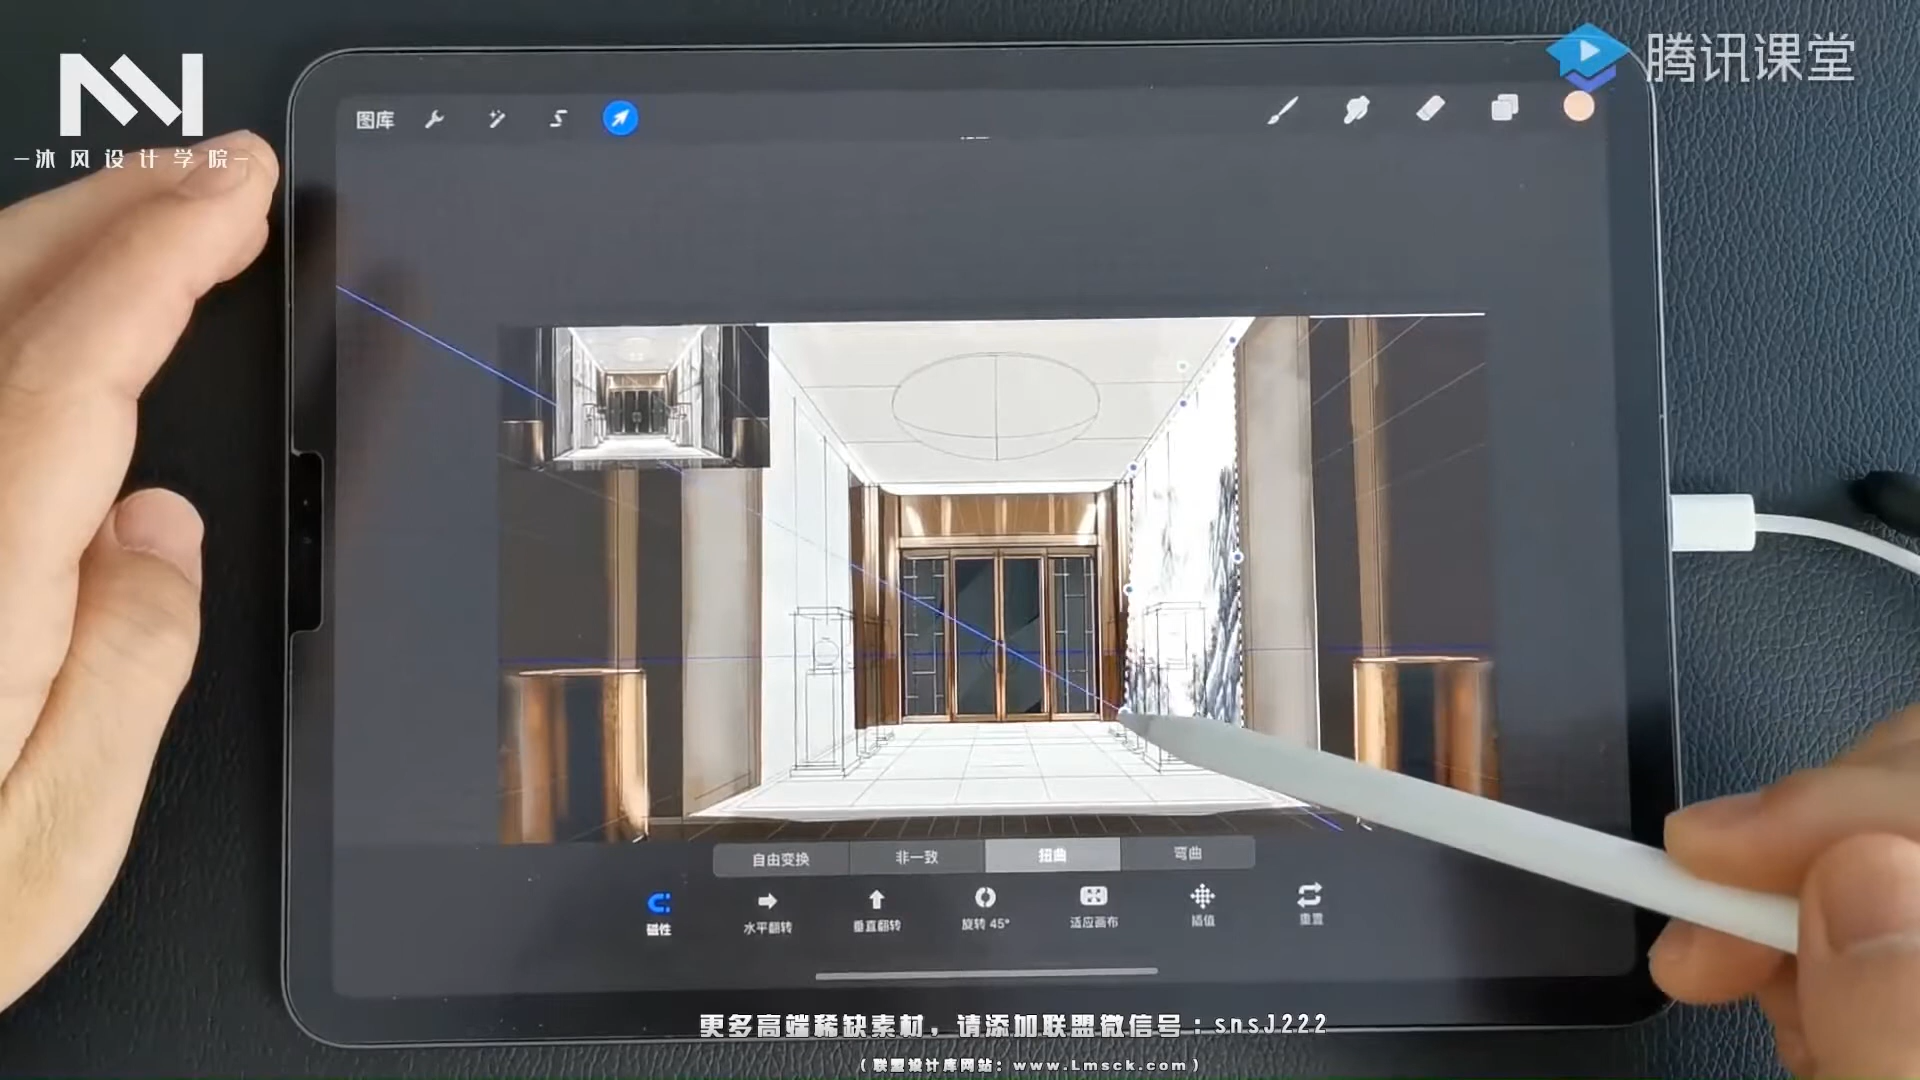 腾讯课堂
沐风设计学院
图库
自由变换 非一致 扭曲 弯曲
磁性 水平翻转 垂直翻转 旋转 45° 适应画布 插值 重置
更多高端稀缺素材，请添加联盟微信号：snsJ222
（联盟设计库网站：www.Lmsck.com）